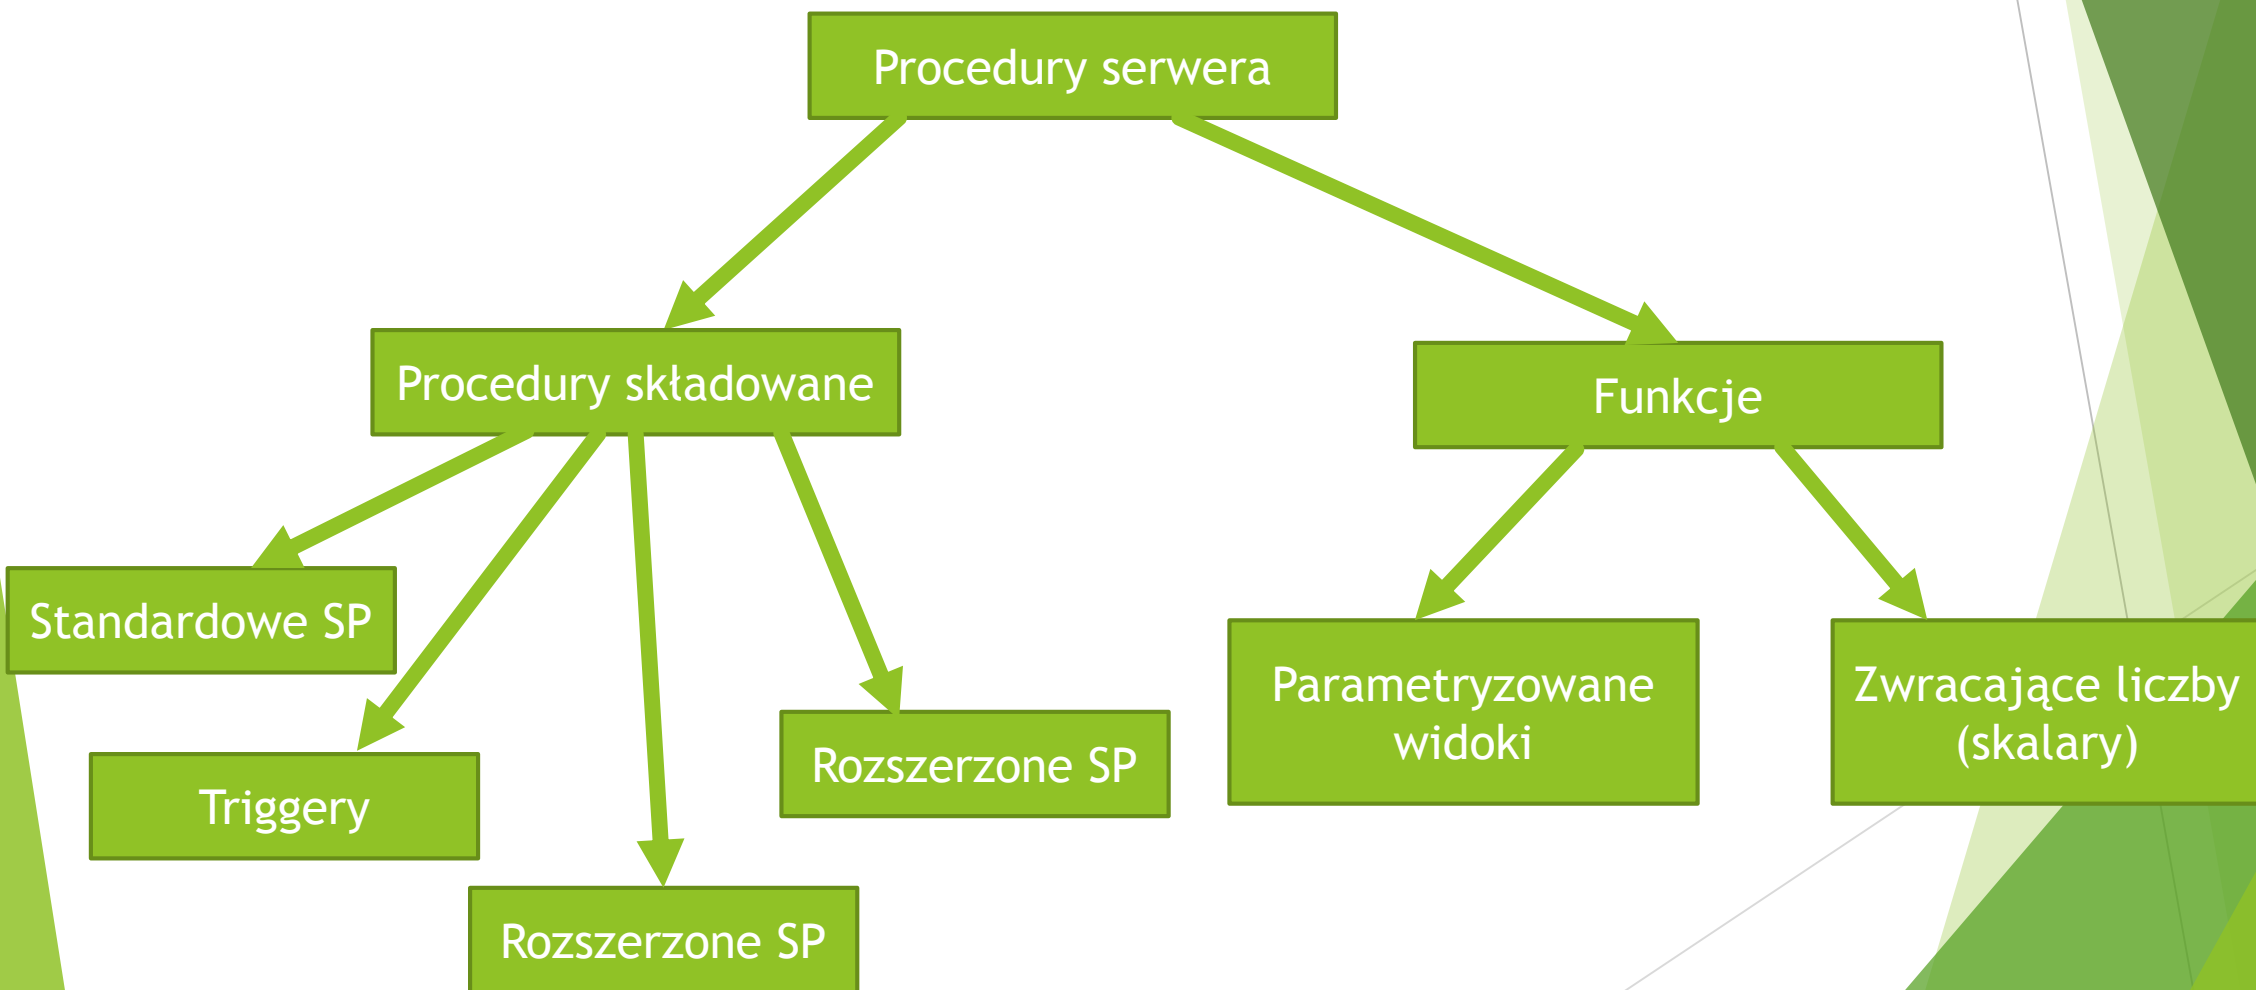 Procedury serwera
Procedury składowane
Funkcje
Standardowe SP
Triggery
Rozszerzone SP
Rozszerzone SP
Parametryzowane
widoki
Zwracające liczby
(skalary)